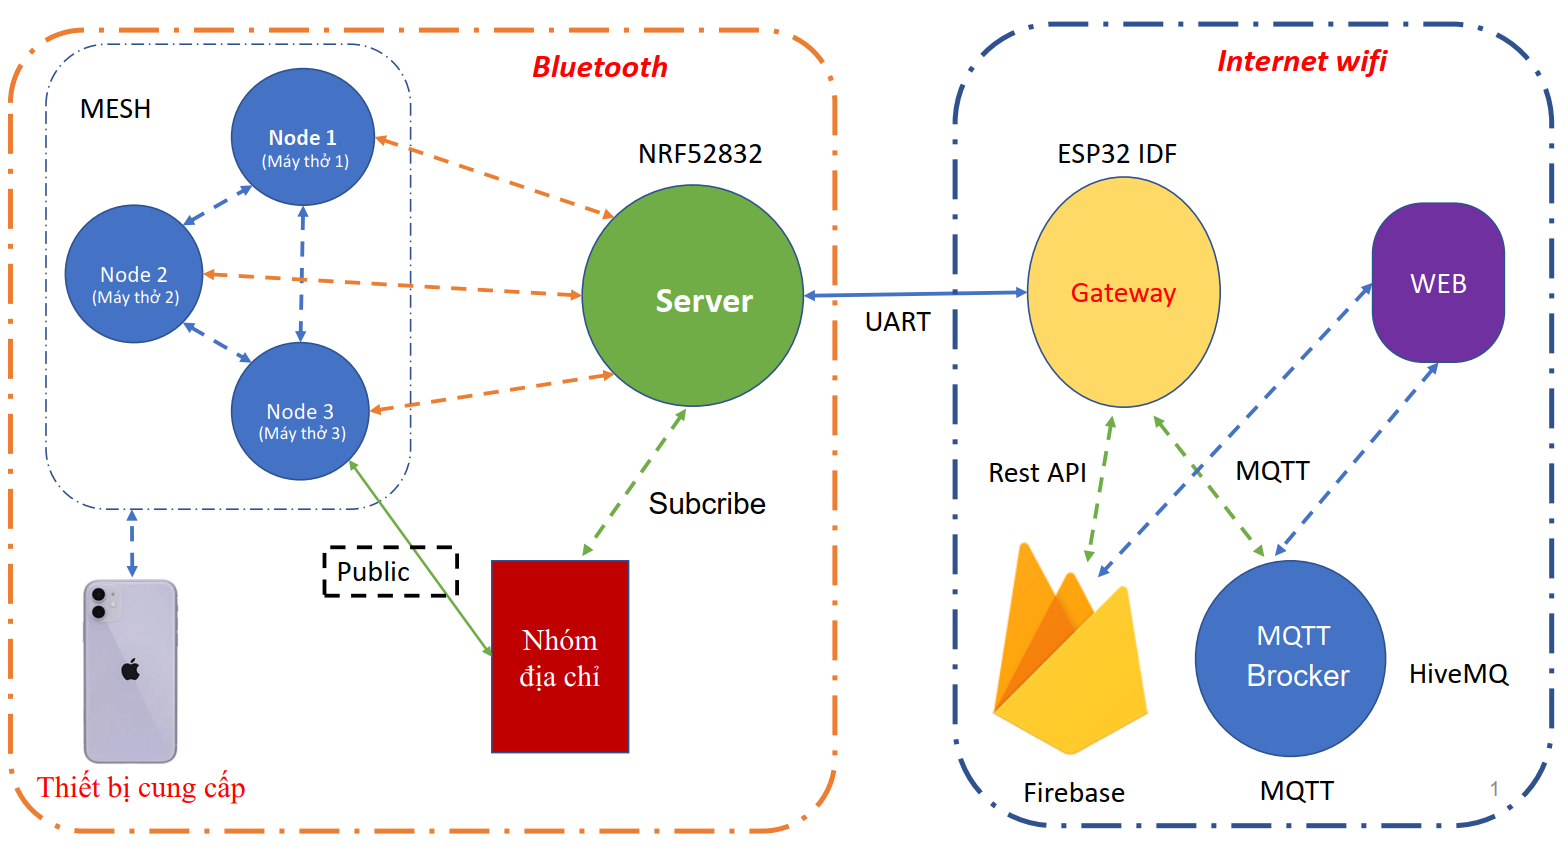 Bluetooth
MESH
Node 1
(Máy thở 1)
Node 2
(Máy thở 2)
Node 3
(Máy thở 3)
NRF52832
Server
UART
Subcribe
Public
Nhóm
địa chỉ
Thiết bị cung cấp
Internet wifi
ESP32 IDF
Gateway
WEB
Rest API
MQTT
MQTT
Brocker
HiveMQ
Firebase
MQTT
1